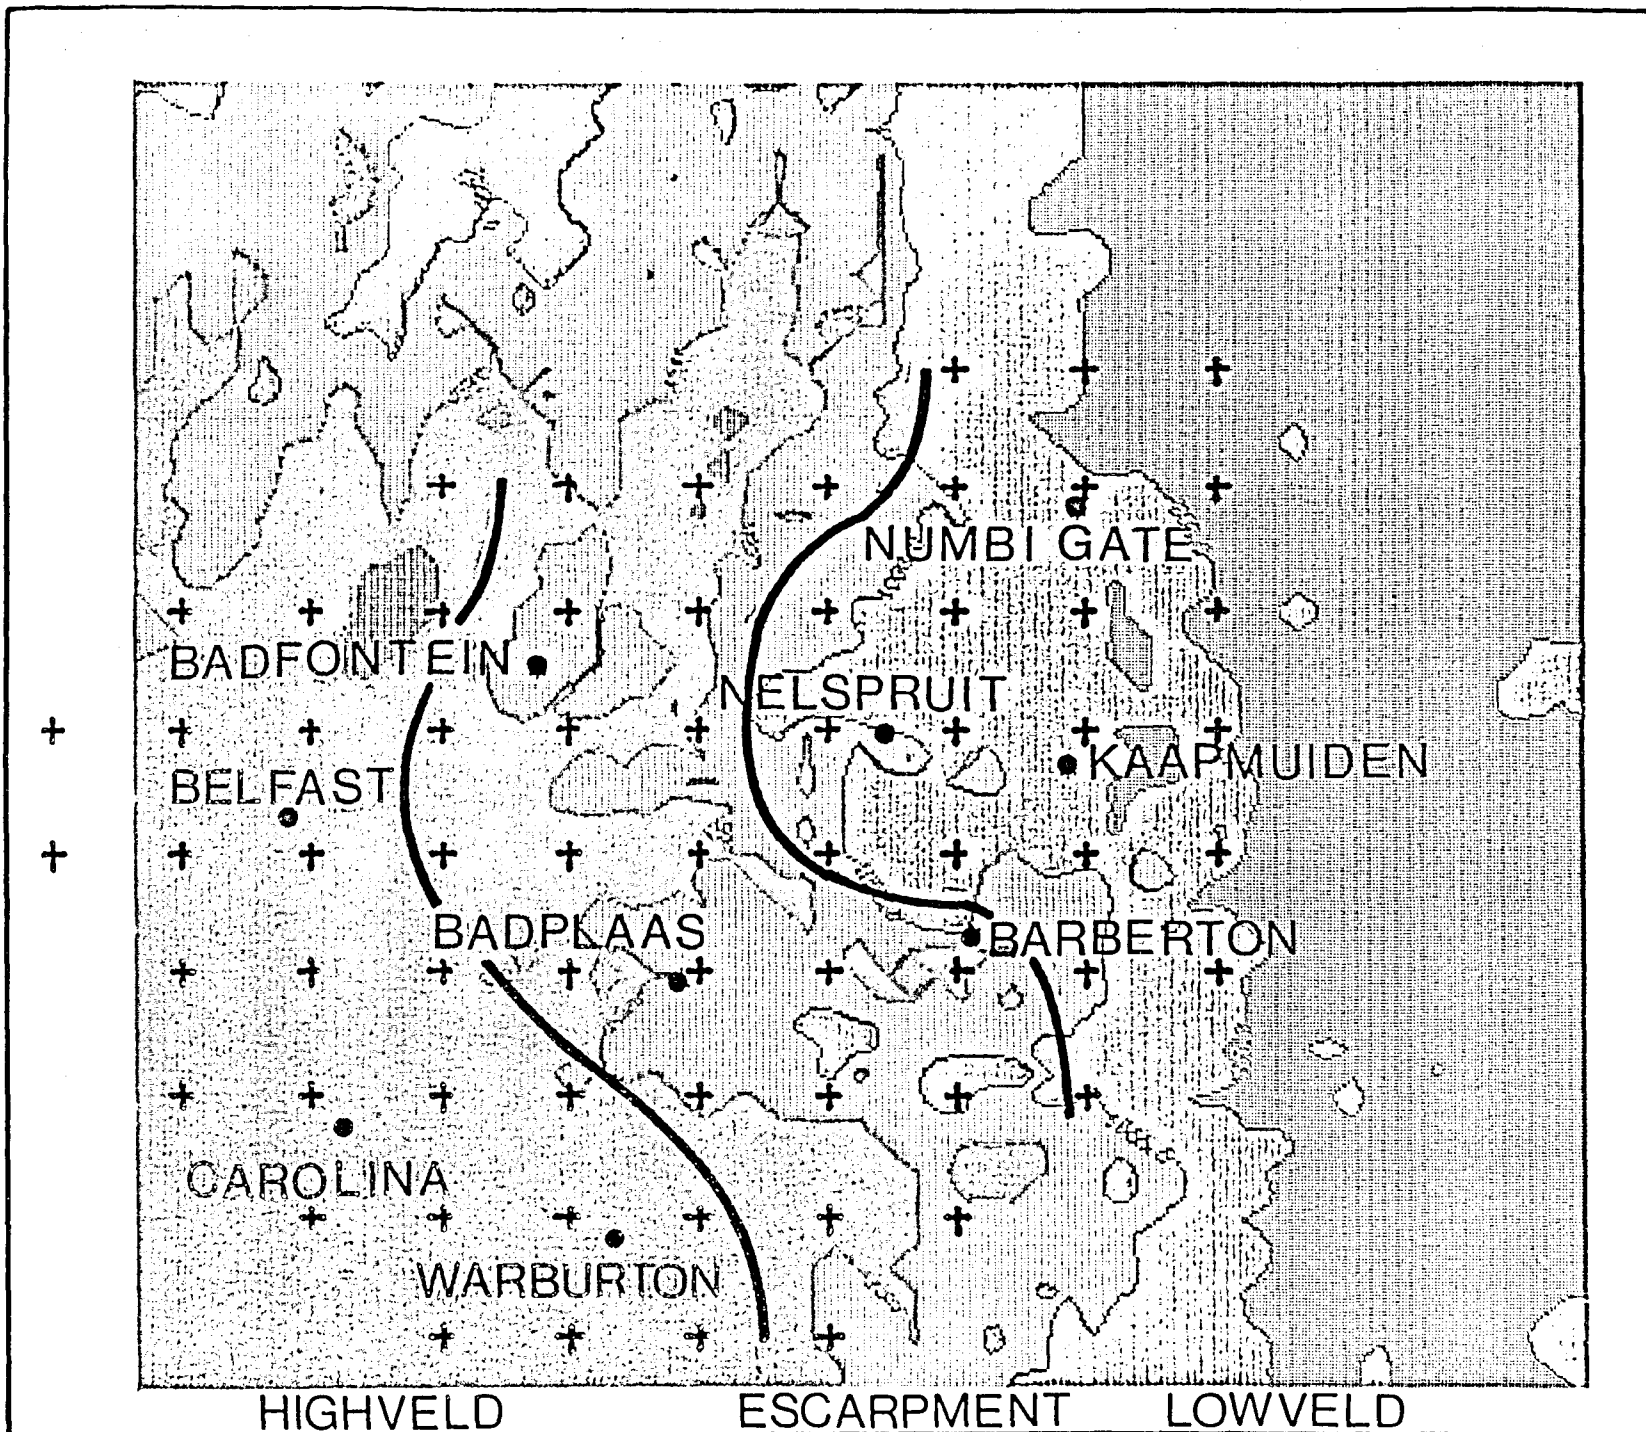 NUMBI GATE
BADFONTEIN
NELSPRUIT
KAAPMUIDEN
BELFAST
BADPLAAS
BARBERTON
CAROLINA
WARBURTON
HIGHVELD ESCARPMENT LOWVELD